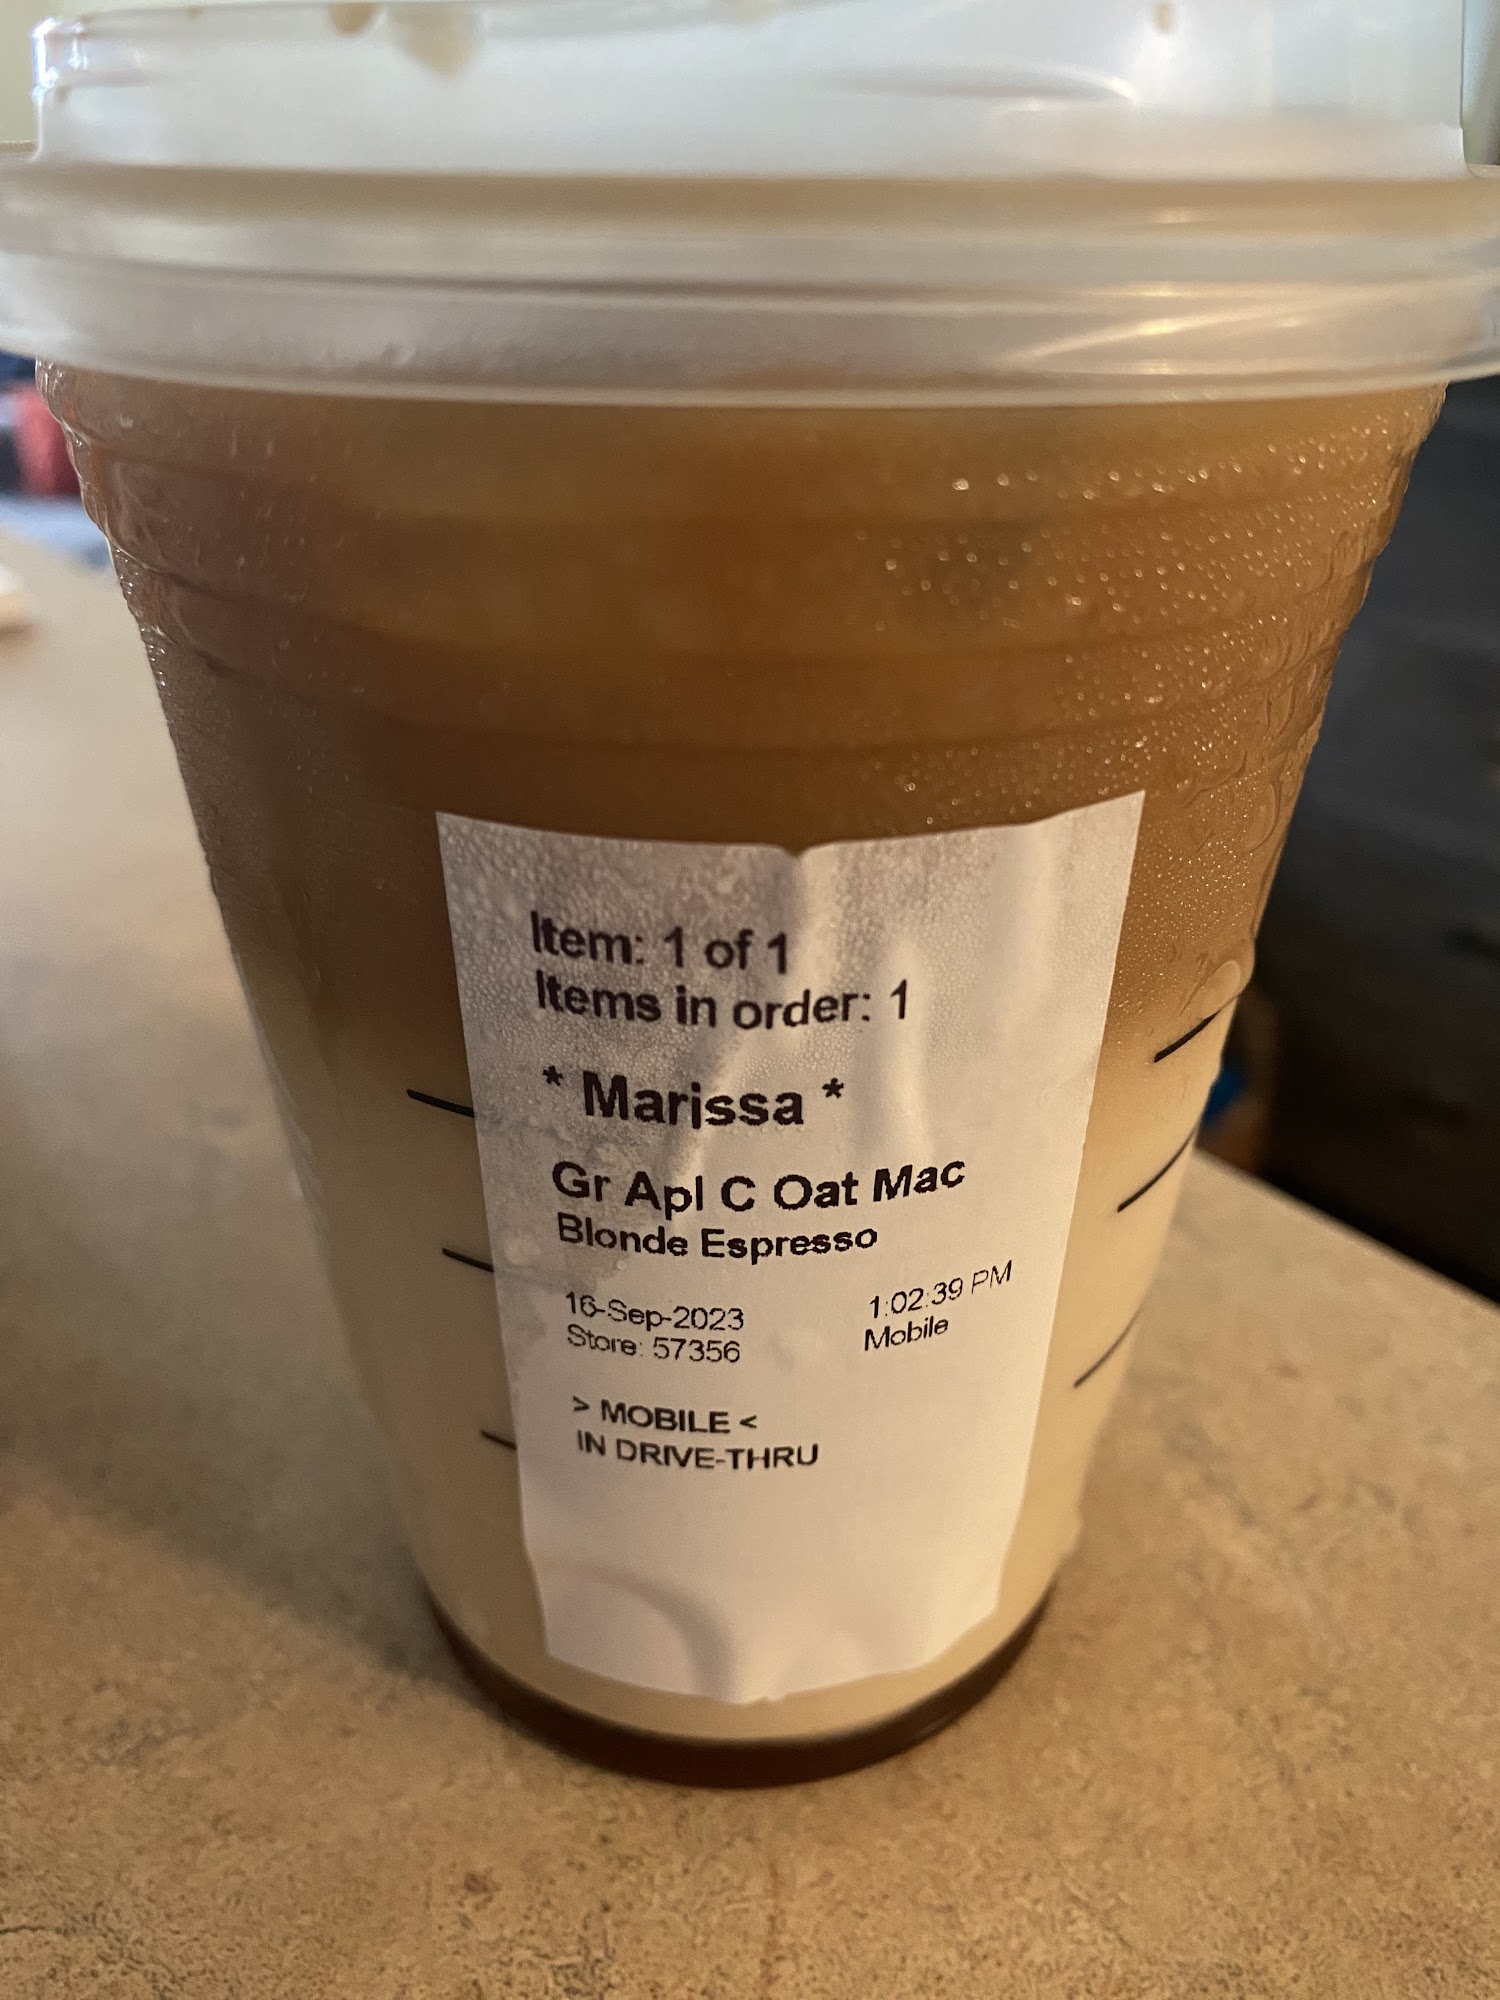 Item: 1 of 1
Items in order: 1
* Marissa *
Gr Apl C Oat Mac
Blonde Espresso
16-Sep-2023 1:02:39 PM
Store: 57356 Mobile
> MOBILE <
IN DRIVE-THRU